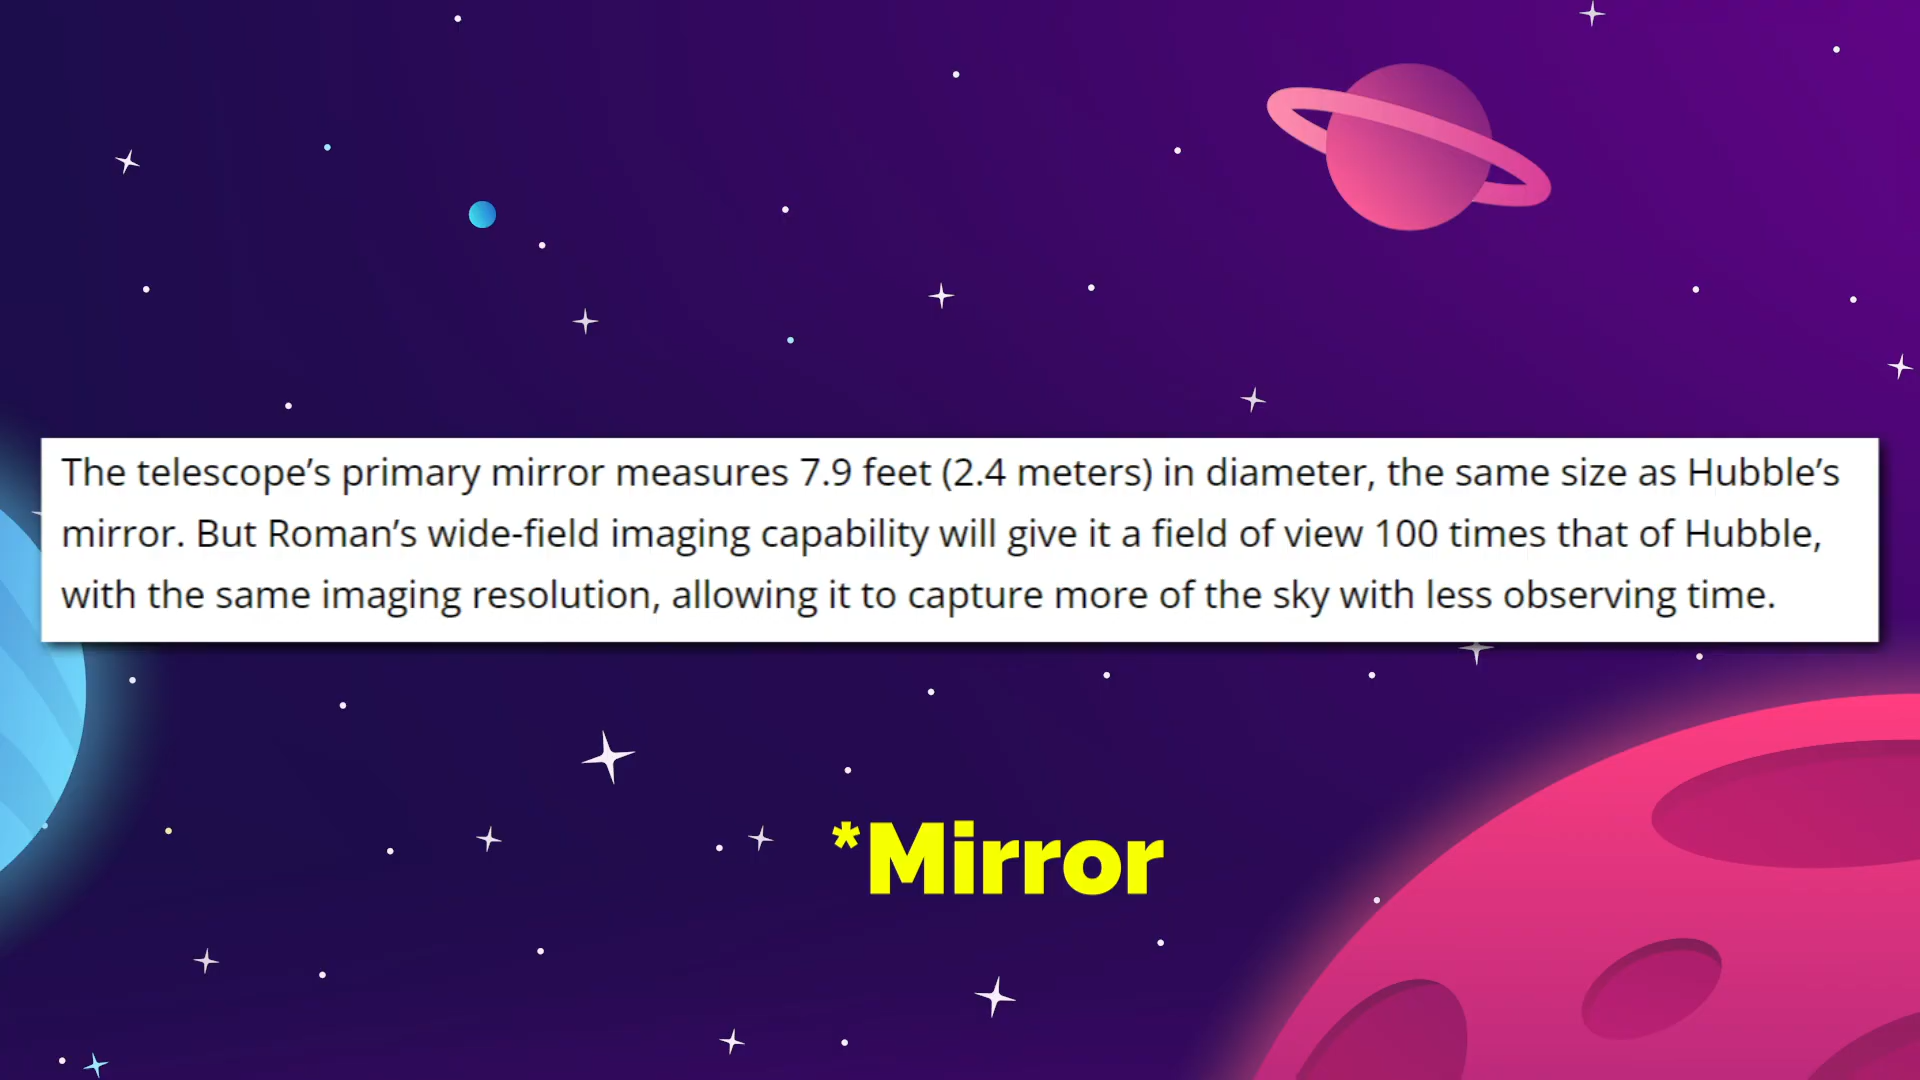 The telescope’s primary mirror measures 7.9 feet (2.4 meters) in diameter, the same size as Hubble’s
mirror. But Roman’s wide-field imaging capability will give it a field of view 100 times that of Hubble,
with the same imaging resolution, allowing it to capture more of the sky with less observing time.
*Mirror